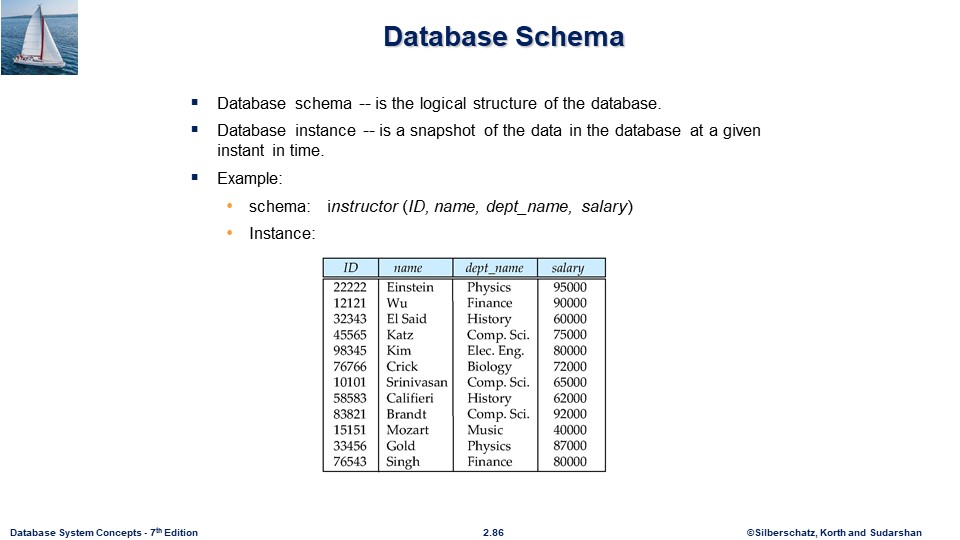 Database Schema
▪ Database schema -- is the logical structure of the database.
▪ Database instance -- is a snapshot of the data in the database at a given
instant in time.
▪ Example:
• schema: instructor (ID, name, dept_name, salary)
• Instance:
ID name dept_name salary
22222 Einstein Physics 95000
12121 Wu Finance 90000
32343 El Said History 60000
45565 Katz Comp. Sci. 75000
98345 Kim Elec. Eng. 80000
76766 Crick Biology 72000
10101 Srinivasan Comp. Sci. 65000
58583 Califieri History 62000
83821 Brandt Comp. Sci. 92000
15151 Mozart Music 40000
33456 Gold Physics 87000
76543 Singh Finance 80000
Database System Concepts - 7th Edition 2.86 ©Silberschatz, Korth and Sudarshan